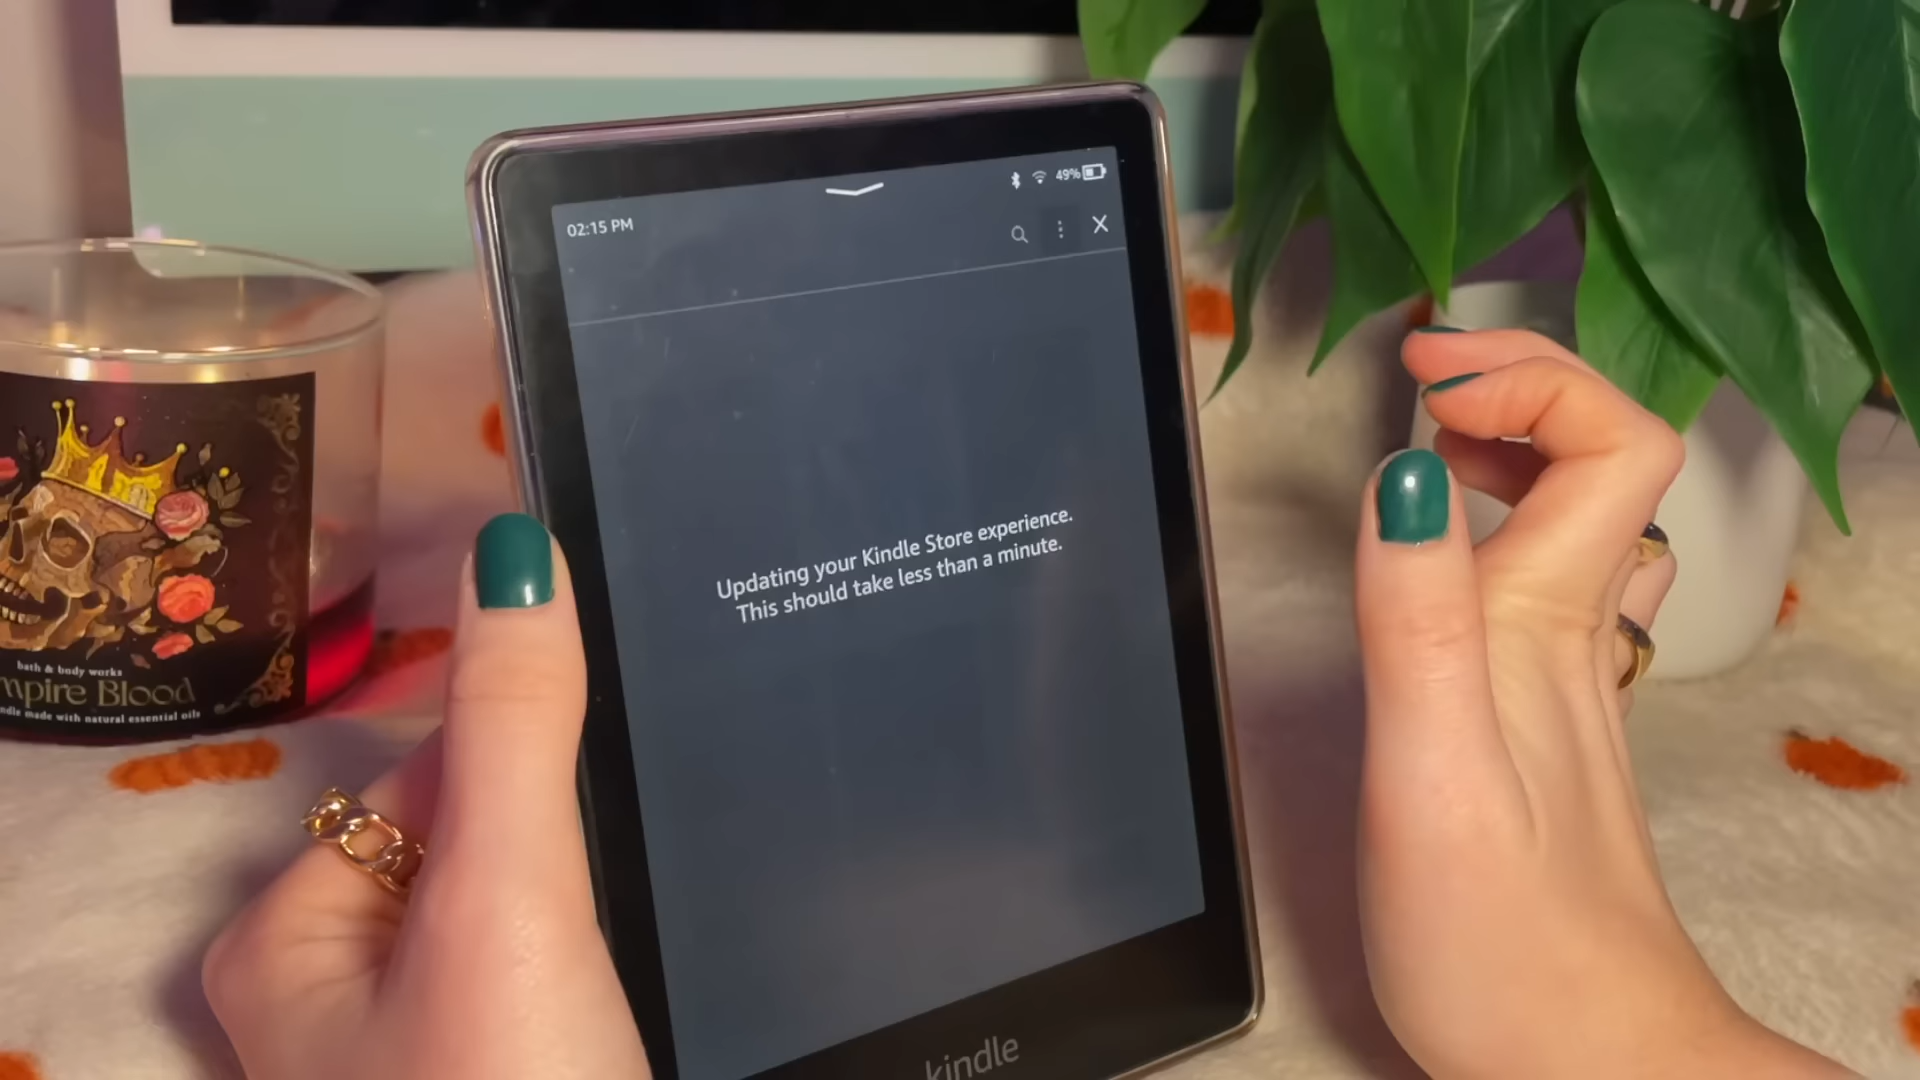 02:15 PM
49%
Updating your Kindle Store experience.
This should take less than a minute.
kindle
bath & body works
mpire Blood
ndle made with natural essential oils